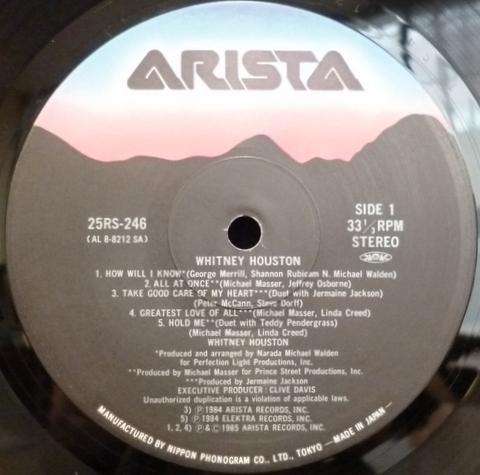 ARISTA
25RS-246
(AL 8-8212 SA)
SIDE 1
33 1/3 RPM
STEREO
WHITNEY HOUSTON
1. HOW WILL I KNOW*(George Merrill, Shannon Rubiram N. Michael Walden)
2. ALL AT ONCE**(Michael Masser, Jeffrey Osborne)
3. TAKE GOOD CARE OF MY HEART***(Duet with Jermaine Jackson)
(Peter McCann, Steve Dorff)
4. GREATEST LOVE OF ALL***(Michael Masser, Linda Creed)
5. HOLD ME**(Duet with Teddy Pendergrass)
(Michael Masser, Linda Creed)
WHITNEY HOUSTON
*Produced and arranged by Narada Michael Walden
for Perfection Light Productions, Inc.
**Produced by Michael Masser for Prince Street Productions, Inc.
***Produced by Jermaine Jackson
EXECUTIVE PRODUCER : CLIVE DAVIS
Unauthorized duplication is a violation of applicable laws.
3) Ⓟ 1984 ARISTA RECORDS, INC.
5) Ⓟ 1984 ELEKTRA RECORDS, INC.
1, 2, 4) Ⓟ & © 1985 ARISTA RECORDS, INC.
MANUFACTURED BY NIPPON PHONOGRAM CO., LTD., TOKYO —MADE IN JAPAN—